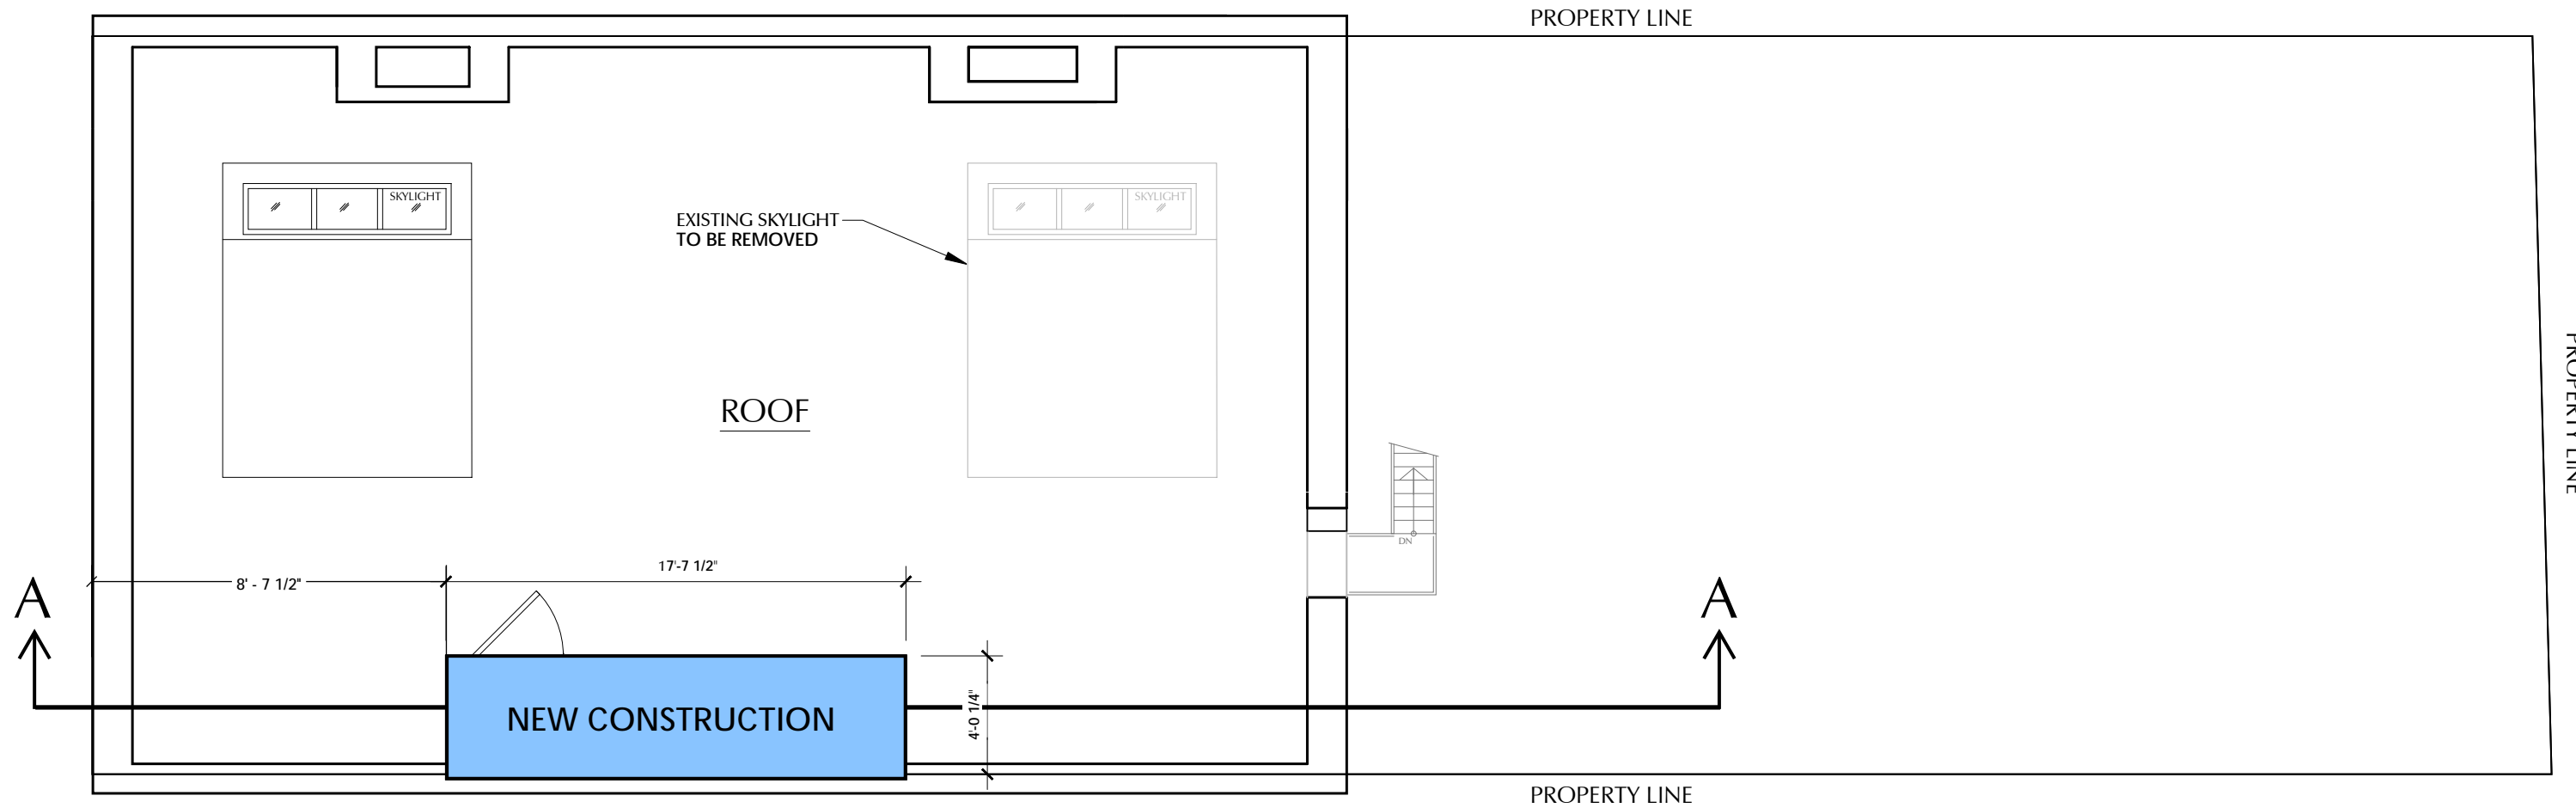 PROPERTY LINE
SKYLIGHT
SKYLIGHT
EXISTING SKYLIGHT
TO BE REMOVED
PROPERTY LINE
ROOF
DN
17'-7 1/2"
8' - 7 1/2"
A
A
4'-0 1/4"
NEW CONSTRUCTION
PROPERTY LINE